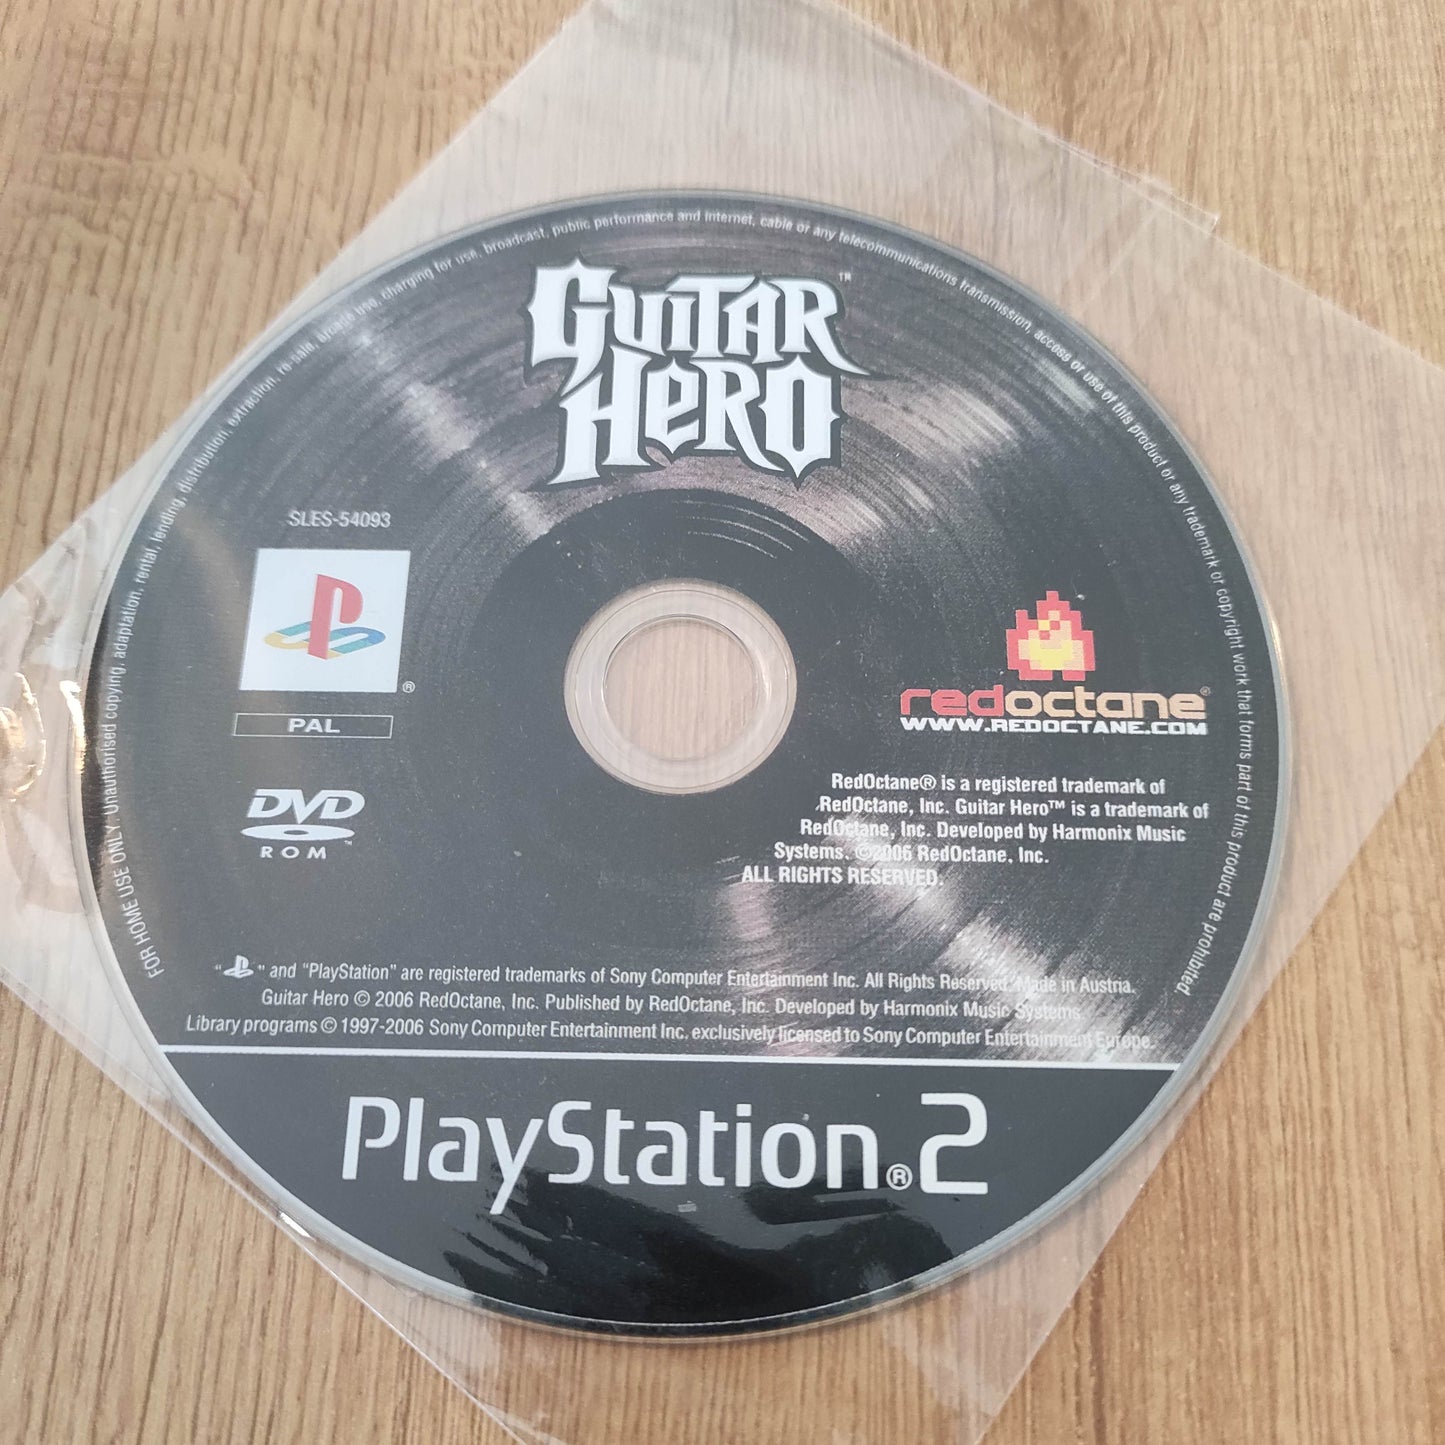 FOR HOME USE ONLY. Unauthorised copying, adaptation, rental, lending, distribution, extraction, re-sale, arcade use, charging for use, broadcast, public performance and internet, cable or any telecommunications transmission, access or use of this product or any trademark or copyright work that forms part of this product are prohibited.
GUITAR
HERO™
SLES-54093
®
PAL
DVD
ROM™
redoctane®
WWW.REDOCTANE.COM
RedOctane® is a registered trademark of
RedOctane, Inc. Guitar Hero™ is a trademark of
RedOctane, Inc. Developed by Harmonix Music
Systems. ©2006 RedOctane, Inc.
ALL RIGHTS RESERVED.
" " and "PlayStation" are registered trademarks of Sony Computer Entertainment Inc. All Rights Reserved. Made in Austria.
Guitar Hero © 2006 RedOctane, Inc. Published by RedOctane, Inc. Developed by Harmonix Music Systems.
Library programs © 1997-2006 Sony Computer Entertainment Inc. exclusively licensed to Sony Computer Entertainment Europe.
PlayStation®2